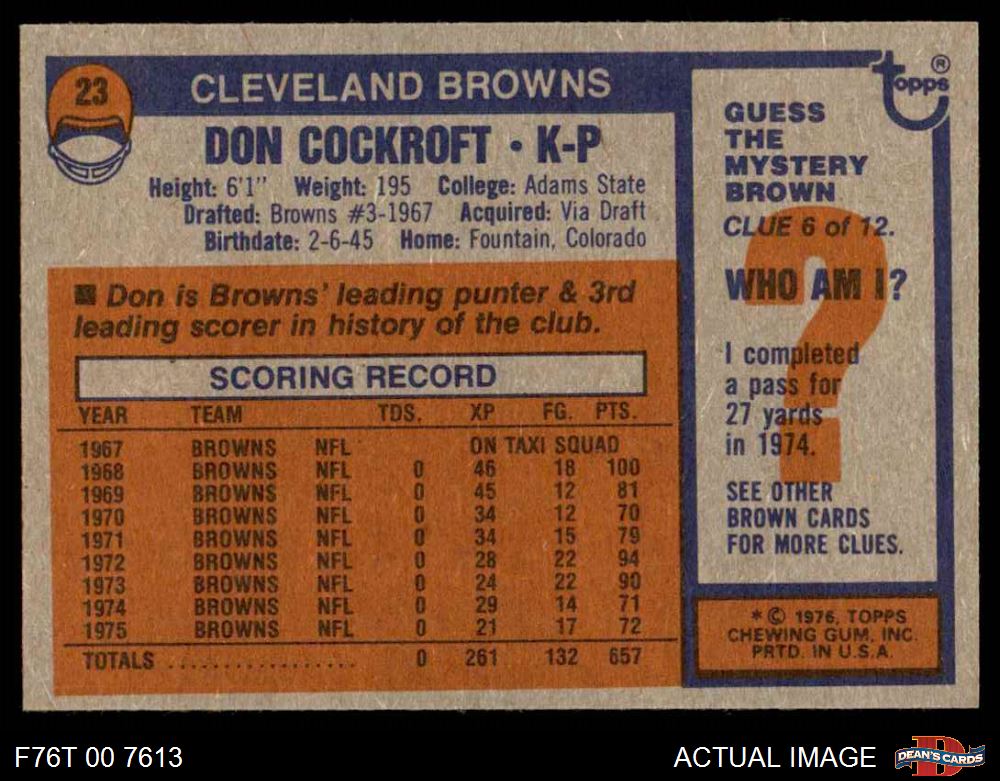 23
CLEVELAND BROWNS
DON COCKROFT • K-P
Height: 6'1" Weight: 195 College: Adams State
Drafted: Browns #3-1967 Acquired: Via Draft
Birthdate: 2-6-45 Home: Fountain, Colorado
■ Don is Browns' leading punter & 3rd
leading scorer in history of the club.
SCORING RECORD
YEAR TEAM TDS. XP FG. PTS.
1967 BROWNS NFL ON TAXI SQUAD
1968 BROWNS NFL 0 46 18 100
1969 BROWNS NFL 0 45 12 81
1970 BROWNS NFL 0 34 12 70
1971 BROWNS NFL 0 34 15 79
1972 BROWNS NFL 0 28 22 94
1973 BROWNS NFL 0 24 22 90
1974 BROWNS NFL 0 29 14 71
1975 BROWNS NFL 0 21 17 72
TOTALS .................. 0 261 132 657
topps ®
GUESS
THE
MYSTERY
BROWN
CLUE 6 of 12.
WHO AM I?
?
I completed
a pass for
27 yards
in 1974.
SEE OTHER
BROWN CARDS
FOR MORE CLUES.
* © 1976, TOPPS
CHEWING GUM, INC.
PRTD. IN U.S.A.
F76T 00 7613
ACTUAL IMAGE
D
DEAN'S CARDS